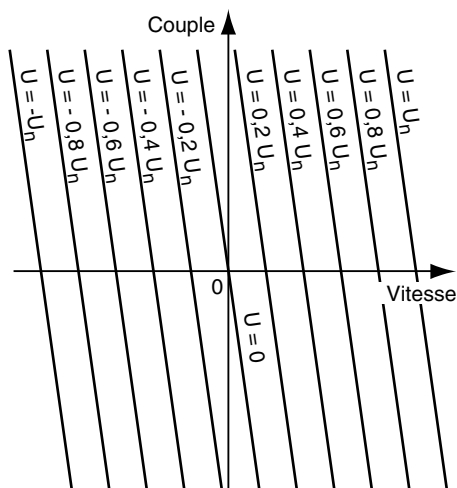 Couple
U = -Un
U = - 0,8 Un
U = - 0,6 Un
U = - 0,4 Un
U = - 0,2 Un
U = 0,2 Un
U = 0,4 Un
U = 0,6 Un
U = 0,8 Un
U = Un
0
Vitesse
U = 0